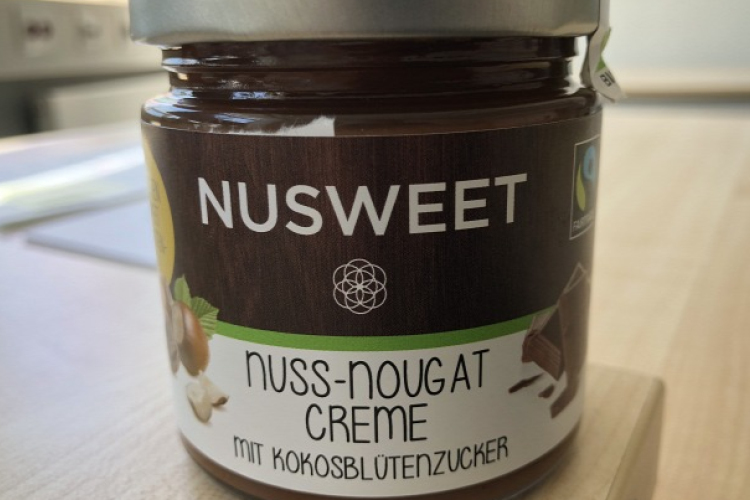 NUSWEET
NUSS-NOUGAT
CREME
MIT KOKOSBLÜTENZUCKER